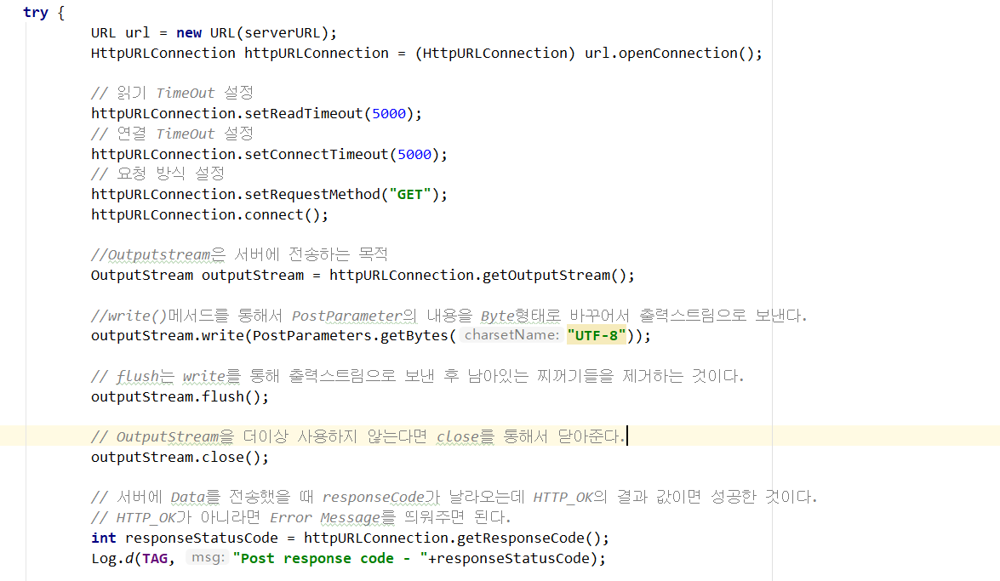 try {
URL url = new URL(serverURL);
HttpURLConnection httpURLConnection = (HttpURLConnection) url.openConnection();
// 읽기 TimeOut 설정
httpURLConnection.setReadTimeout(5000);
// 연결 TimeOut 설정
httpURLConnection.setConnectTimeout(5000);
// 요청 방식 설정
httpURLConnection.setRequestMethod("GET");
httpURLConnection.connect();
//Outputstream은 서버에 전송하는 목적
OutputStream outputStream = httpURLConnection.getOutputStream();
//write()메서드를 통해서 PostParameter의 내용을 Byte형태로 바꾸어서 출력스트림으로 보낸다.
outputStream.write(PostParameters.getBytes( charsetName: "UTF-8"));
// flush는 write를 통해 출력스트림으로 보낸 후 남아있는 찌꺼기들을 제거하는 것이다.
outputStream.flush();
// OutputStream을 더이상 사용하지 않는다면 close를 통해서 닫아준다.
outputStream.close();
// 서버에 Data를 전송했을 때 responseCode가 날라오는데 HTTP_OK의 결과 값이면 성공한 것이다.
// HTTP_OK가 아니라면 Error Message를 띄워주면 된다.
int responseStatusCode = httpURLConnection.getResponseCode();
Log.d(TAG, msg: "Post response code - "+responseStatusCode);